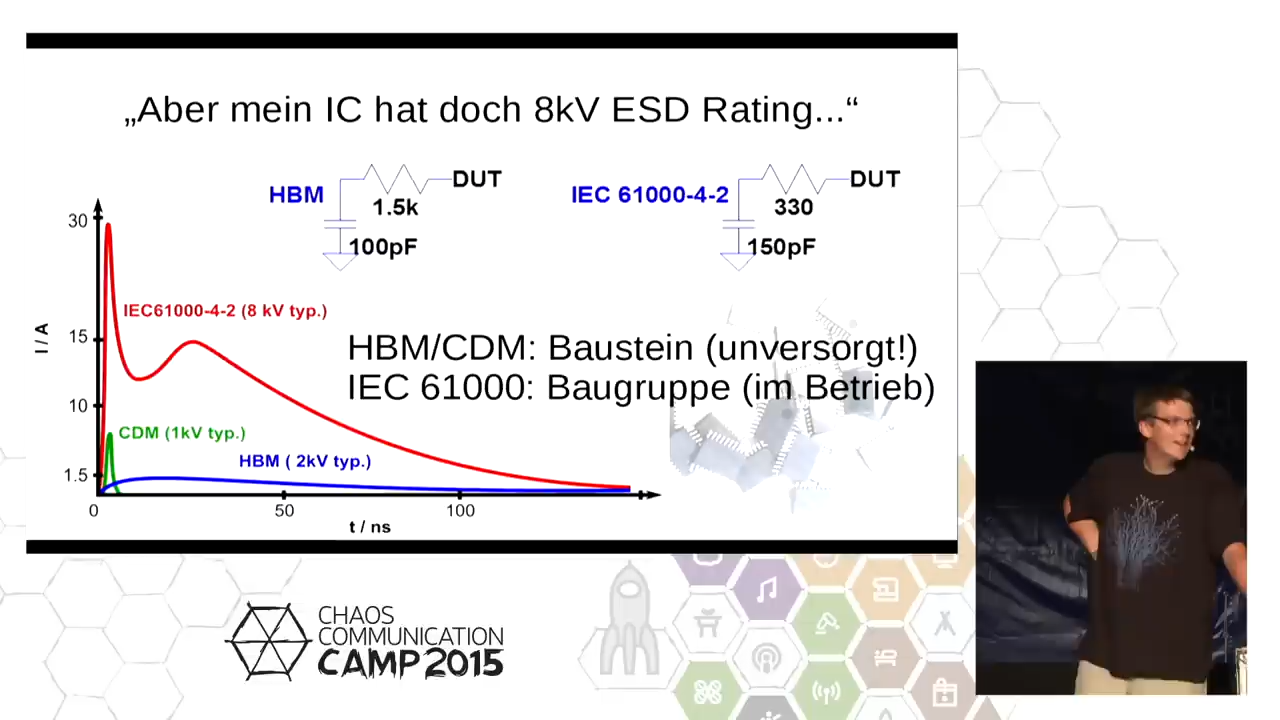 „Aber mein IC hat doch 8kV ESD Rating...“
HBM
DUT
1.5k
100pF
IEC 61000-4-2
DUT
330
150pF
30
15
10
1.5
I / A
IEC61000-4-2 (8 kV typ.)
CDM (1kV typ.)
HBM ( 2kV typ.)
HBM/CDM: Baustein (unversorgt!)
IEC 61000: Baugruppe (im Betrieb)
0
50
100
t / ns
CHAOS
COMMUNICATION
CAMP 2015